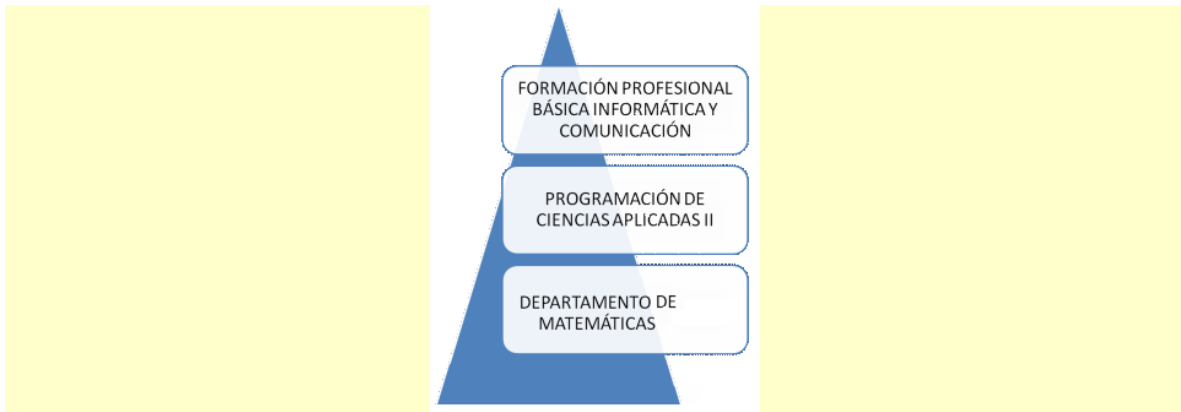 FORMACIÓN PROFESIONAL
BÁSICA INFORMÁTICA Y
COMUNICACIÓN
PROGRAMACIÓN DE
CIENCIAS APLICADAS II
DEPARTAMENTO DE
MATEMÁTICAS